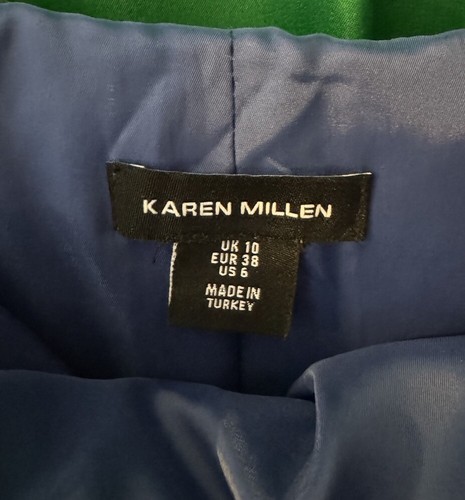 KAREN MILLEN
UK 10
EUR 38
US 6
MADE IN
TURKEY